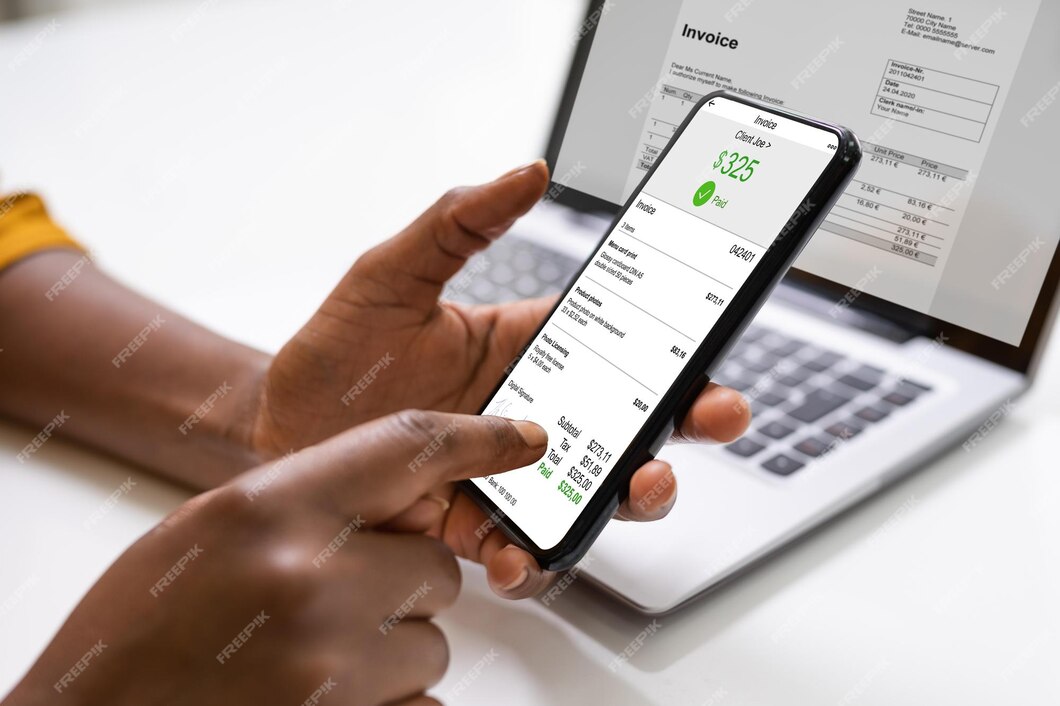 Invoice
Street Name, 1
70000 City Name
Tel: 0000 5555555
E-Mail: emailname@server.com
Dear Ms Current Name,
I uuthorize may to make following Invoice
Invoice-Nr.
2011042401
Date
24.04.2020
Clerk name/-in:
Your Name
Num. Qty
1 1
1
1
Total
VAT
Total
Unit Price Price
273,11 € 273,11 €
2.52 € 83,16 €
16,80 € 20,00 €
273,11 €
51,89 €
325,00 €
Invoice
Client Joe >
$325
Paid
Invoice 042401
3 items
Menu card print
Glossy cardboard DIN A5
double sided 50 pieces
$273,11
Product photos
Product photo on white background
33 x $2,52 each
$83,16
Photo Licensing
Royalty free license
5 x $4,00 each
$20,00
Digital Signature
Subtotal $273,11
Tax $51,89
Total $325,00
Paid $325,00
Bank: 100 100 00
FREEPIK